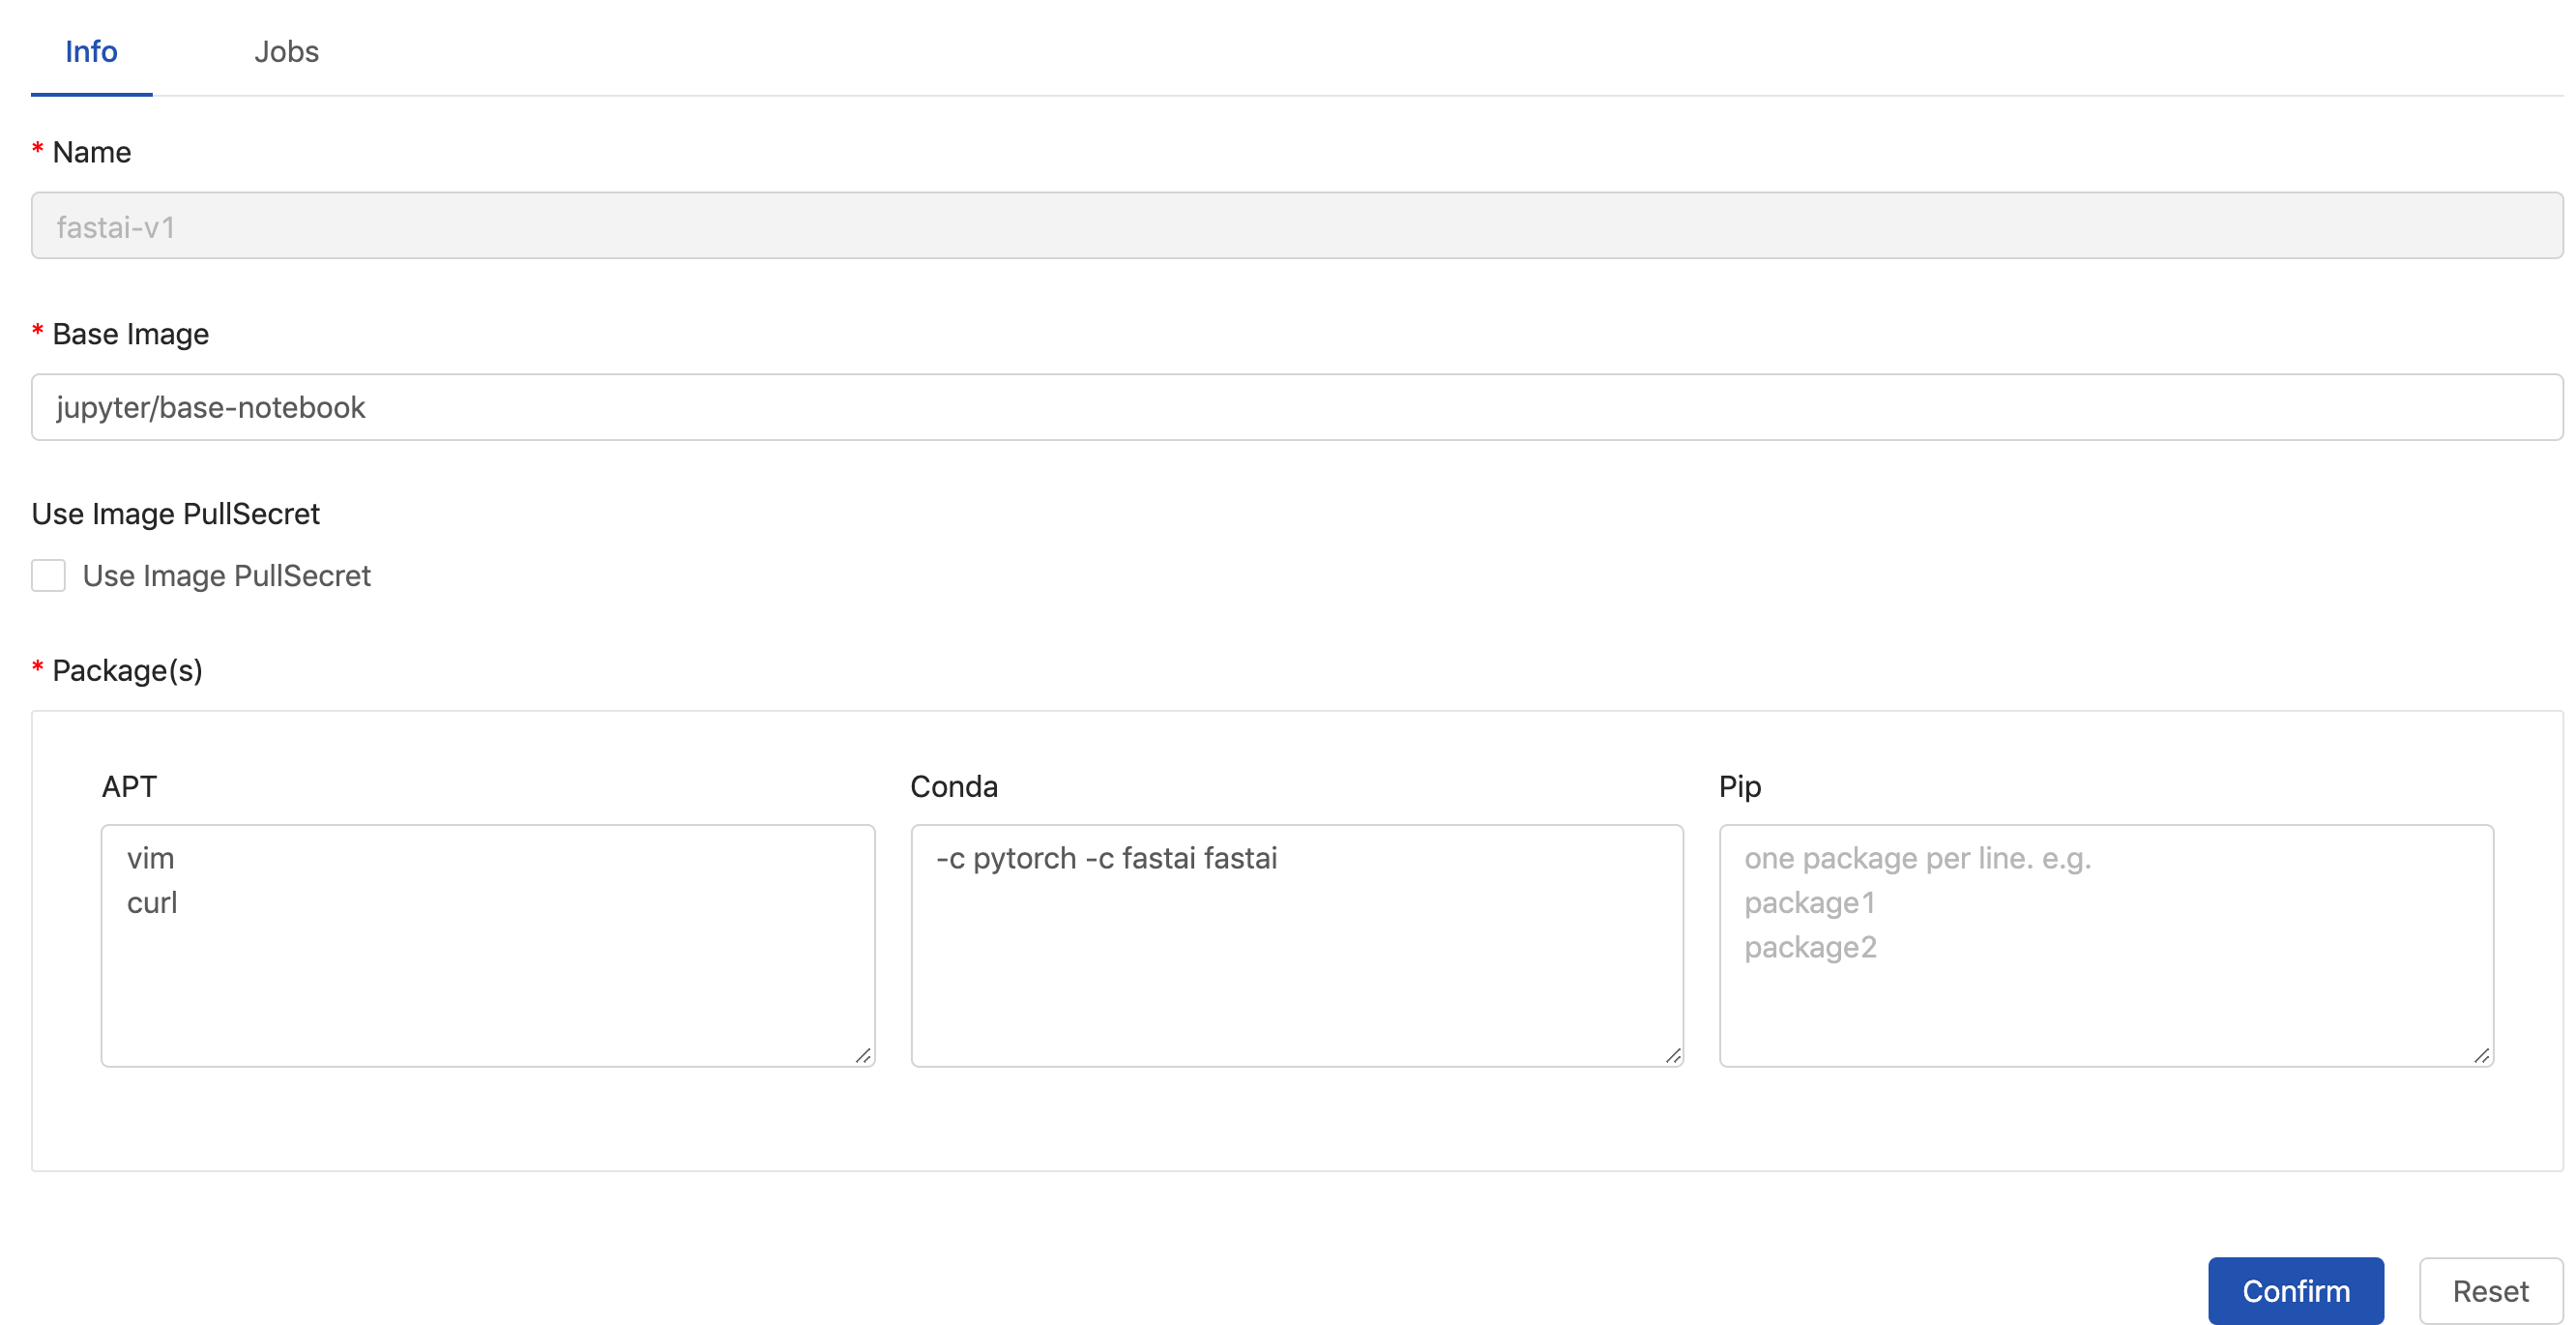 Info Jobs
* Name
fastai-v1
* Base Image
jupyter/base-notebook
Use Image PullSecret
Use Image PullSecret
* Package(s)
APT Conda Pip
vim
curl
-c pytorch -c fastai fastai
one package per line. e.g.
package1
package2
Confirm Reset